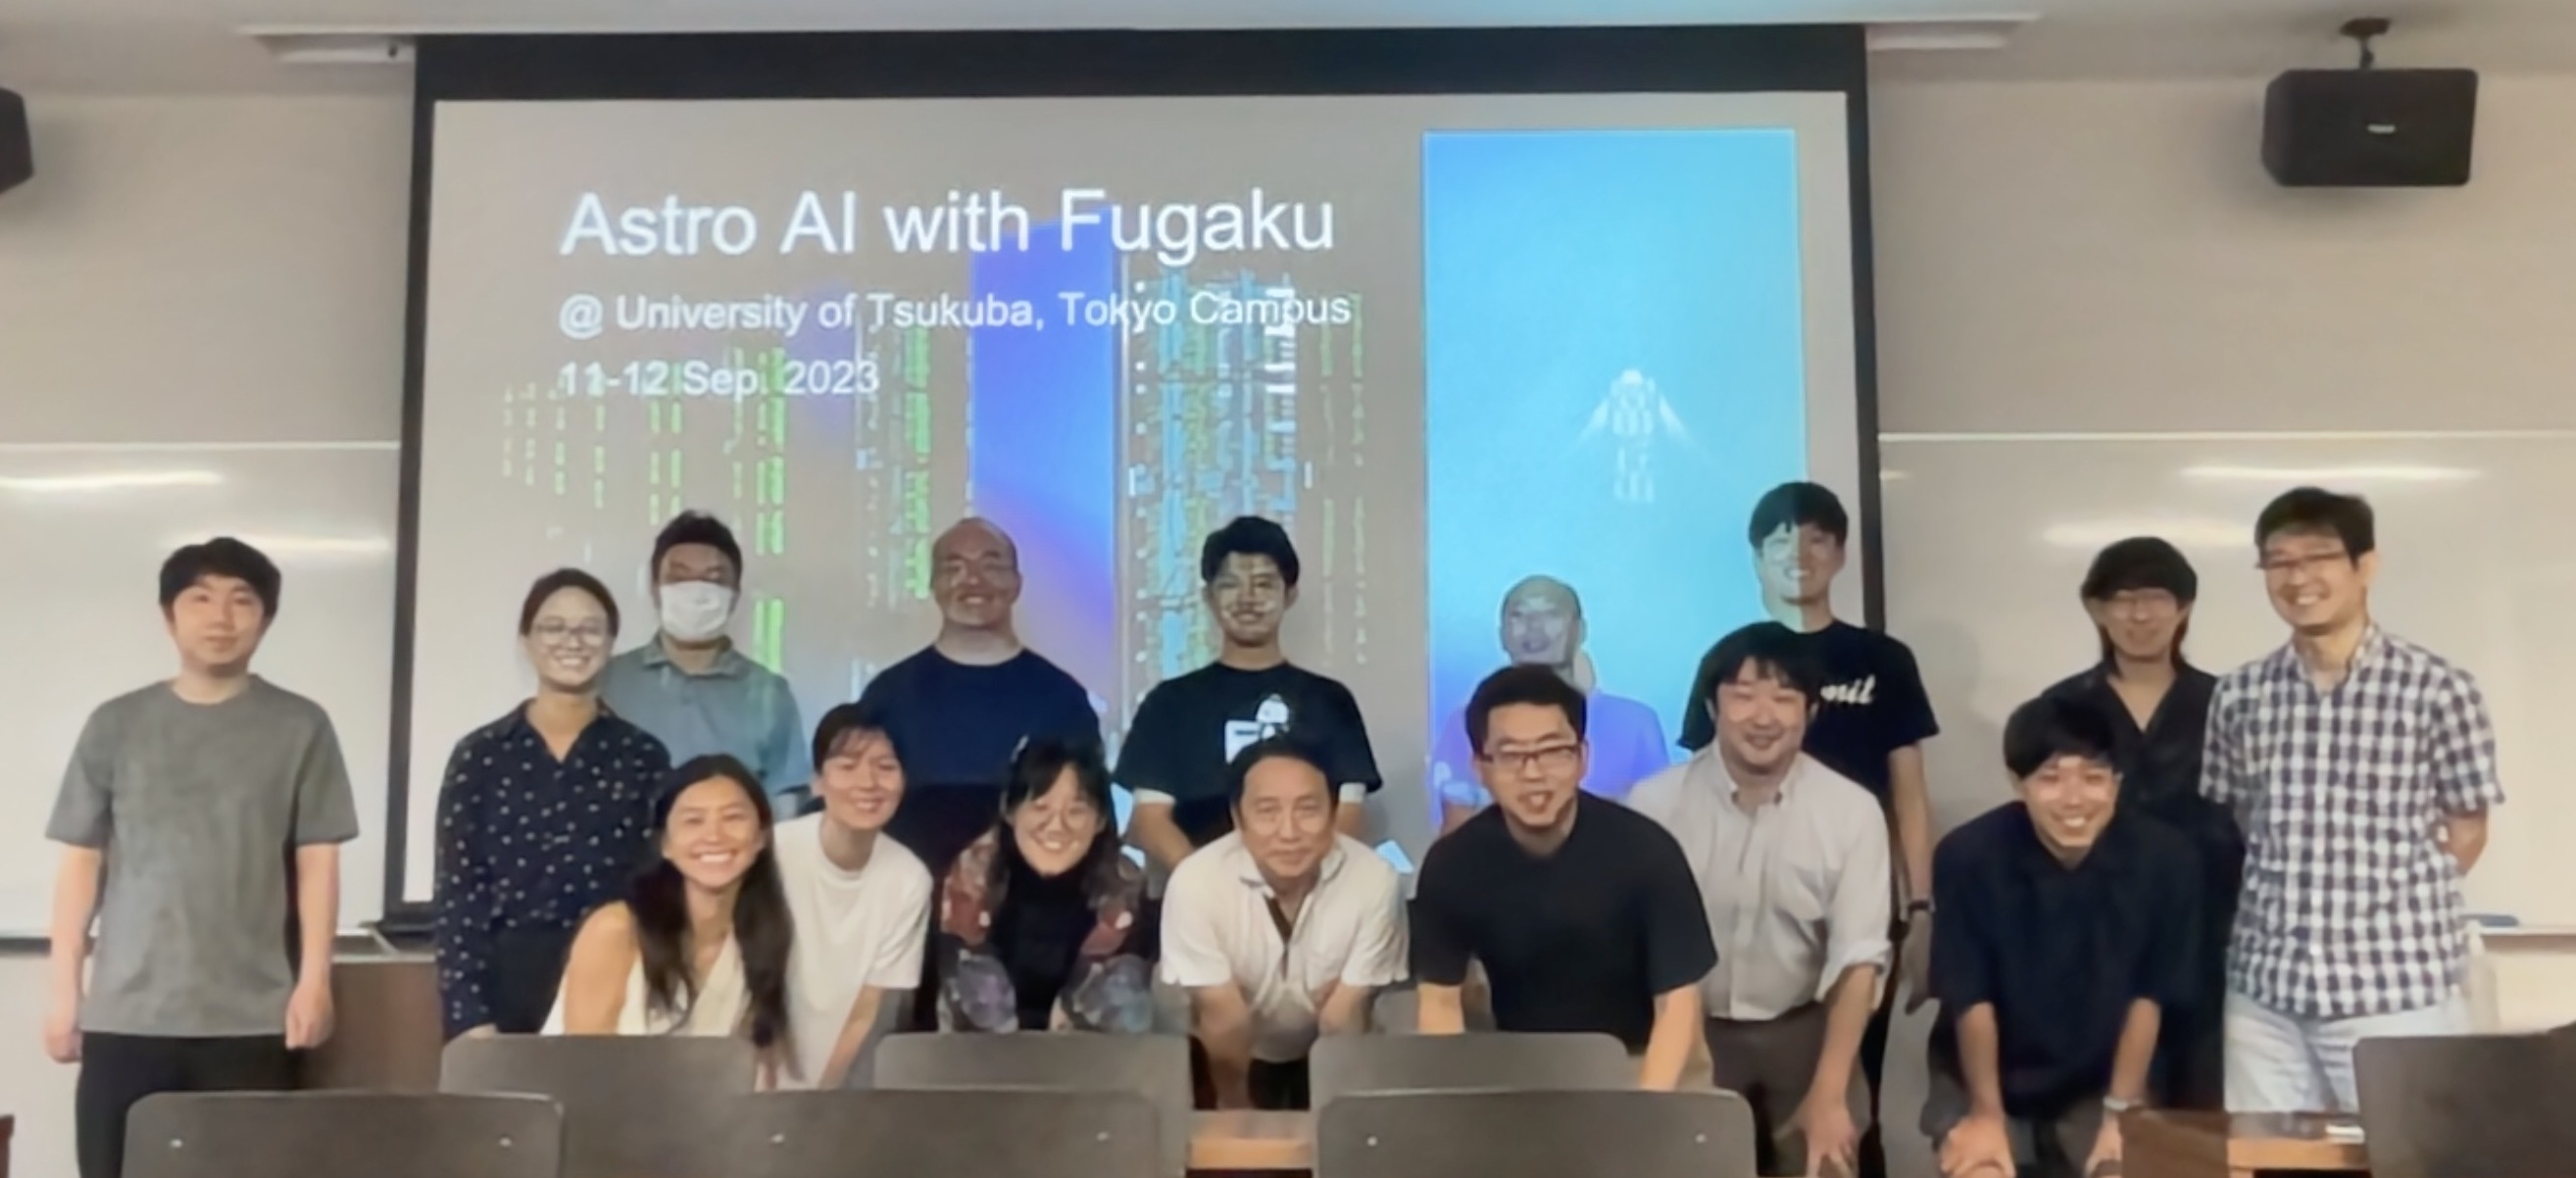 Astro AI with Fugaku
@ University of Tsukuba, Tokyo Campus
11-12 Sep. 2023